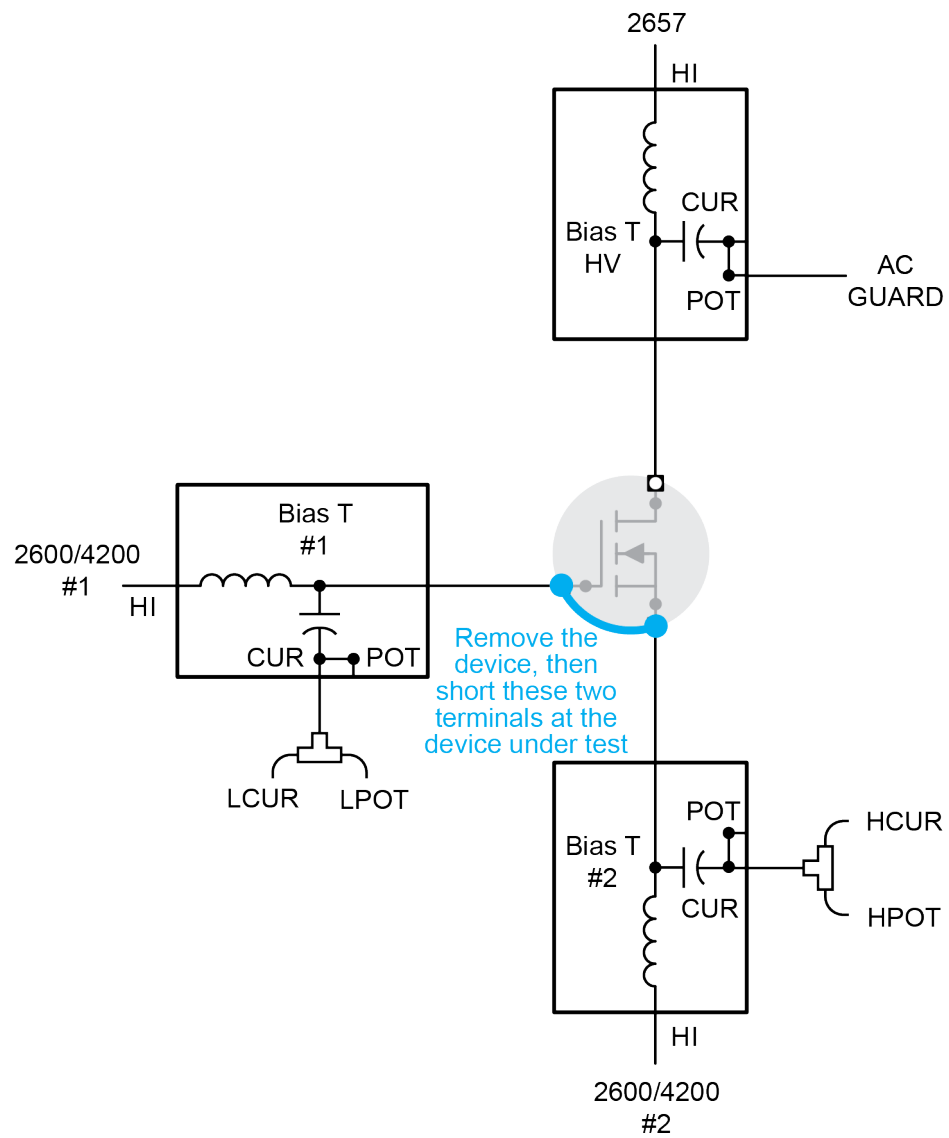 2657
HI
CUR
Bias T
HV
POT
AC
GUARD
Bias T
#1
2600/4200
#1
HI
CUR
POT
LCUR
LPOT
Remove the
device, then
short these two
terminals at the
device under test
POT
HCUR
Bias T
#2
CUR
HPOT
HI
2600/4200
#2